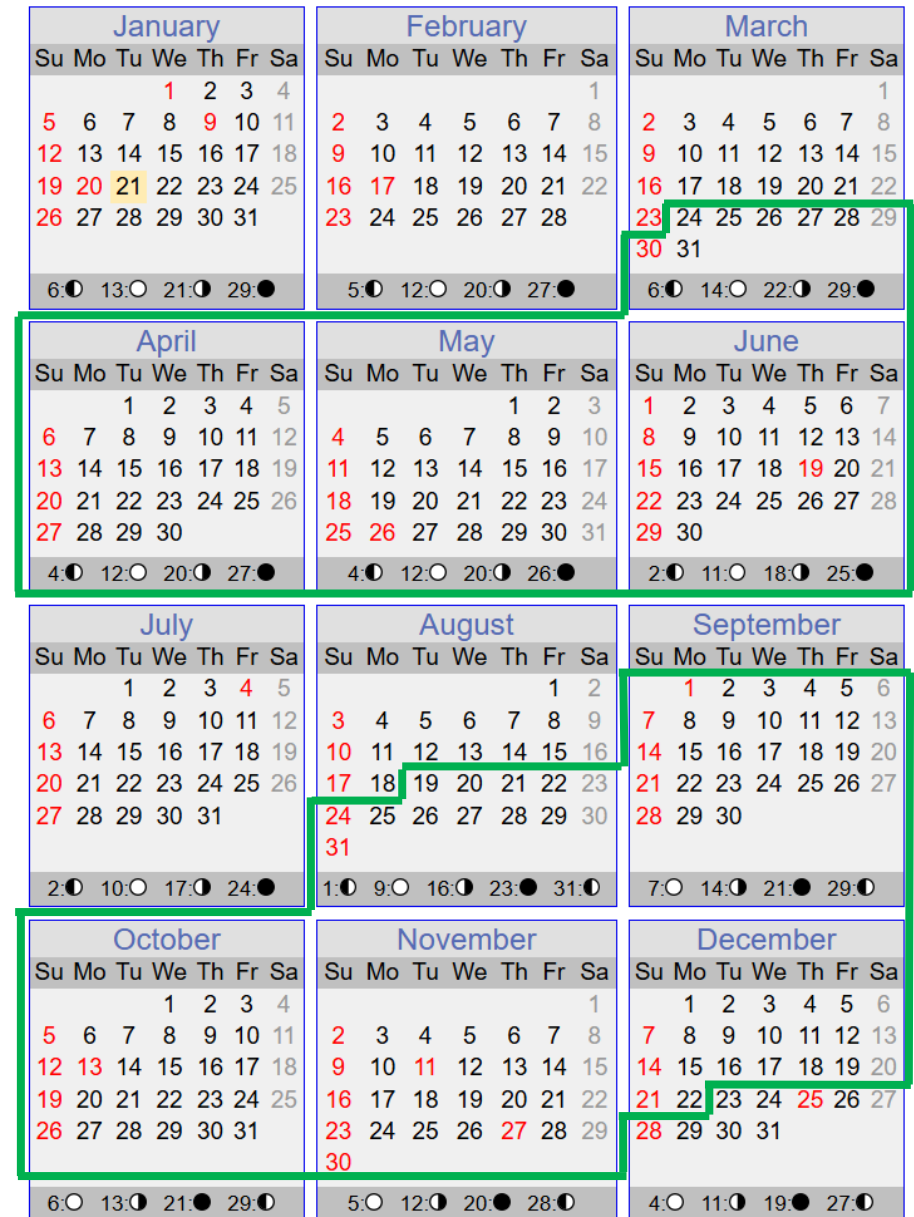 January February March
Su Mo Tu We Th Fr Sa Su Mo Tu We Th Fr Sa Su Mo Tu We Th Fr Sa
1 2 3 4 1 1
5 6 7 8 9 10 11 2 3 4 5 6 7 8 2 3 4 5 6 7 8
12 13 14 15 16 17 18 9 10 11 12 13 14 15 9 10 11 12 13 14 15
19 20 21 22 23 24 25 16 17 18 19 20 21 22 16 17 18 19 20 21 22
26 27 28 29 30 31 23 24 25 26 27 28 23 24 25 26 27 28 29
30 31
6:◐ 13:○ 21:◑ 29:● 5:◐ 12:○ 20:◑ 27:● 6:◐ 14:○ 22:◑ 29:●
April May June
Su Mo Tu We Th Fr Sa Su Mo Tu We Th Fr Sa Su Mo Tu We Th Fr Sa
1 2 3 4 5 1 2 3 1 2 3 4 5 6 7
6 7 8 9 10 11 12 4 5 6 7 8 9 10 8 9 10 11 12 13 14
13 14 15 16 17 18 19 11 12 13 14 15 16 17 15 16 17 18 19 20 21
20 21 22 23 24 25 26 18 19 20 21 22 23 24 22 23 24 25 26 27 28
27 28 29 30 25 26 27 28 29 30 31 29 30
4:◐ 12:○ 20:◑ 27:● 4:◐ 12:○ 20:◑ 26:● 2:◐ 11:○ 18:◑ 25:●
July August September
Su Mo Tu We Th Fr Sa Su Mo Tu We Th Fr Sa Su Mo Tu We Th Fr Sa
1 2 3 4 5 1 2 1 2 3 4 5 6
6 7 8 9 10 11 12 3 4 5 6 7 8 9 7 8 9 10 11 12 13
13 14 15 16 17 18 19 10 11 12 13 14 15 16 14 15 16 17 18 19 20
20 21 22 23 24 25 26 17 18 19 20 21 22 23 21 22 23 24 25 26 27
27 28 29 30 31 24 25 26 27 28 29 30 28 29 30
31
2:◐ 10:○ 17:◑ 24:● 1:◐ 9:○ 16:◑ 23:● 31:◐ 7:○ 14:◑ 21:● 29:◐
October November December
Su Mo Tu We Th Fr Sa Su Mo Tu We Th Fr Sa Su Mo Tu We Th Fr Sa
1 2 3 4 1 1 2 3 4 5 6
5 6 7 8 9 10 11 2 3 4 5 6 7 8 7 8 9 10 11 12 13
12 13 14 15 16 17 18 9 10 11 12 13 14 15 14 15 16 17 18 19 20
19 20 21 22 23 24 25 16 17 18 19 20 21 22 21 22 23 24 25 26 27
26 27 28 29 30 31 23 24 25 26 27 28 29 28 29 30 31
30
6:○ 13:◑ 21:● 29:◐ 5:○ 12:◑ 20:● 28:◐ 4:○ 11:◑ 19:● 27:◐